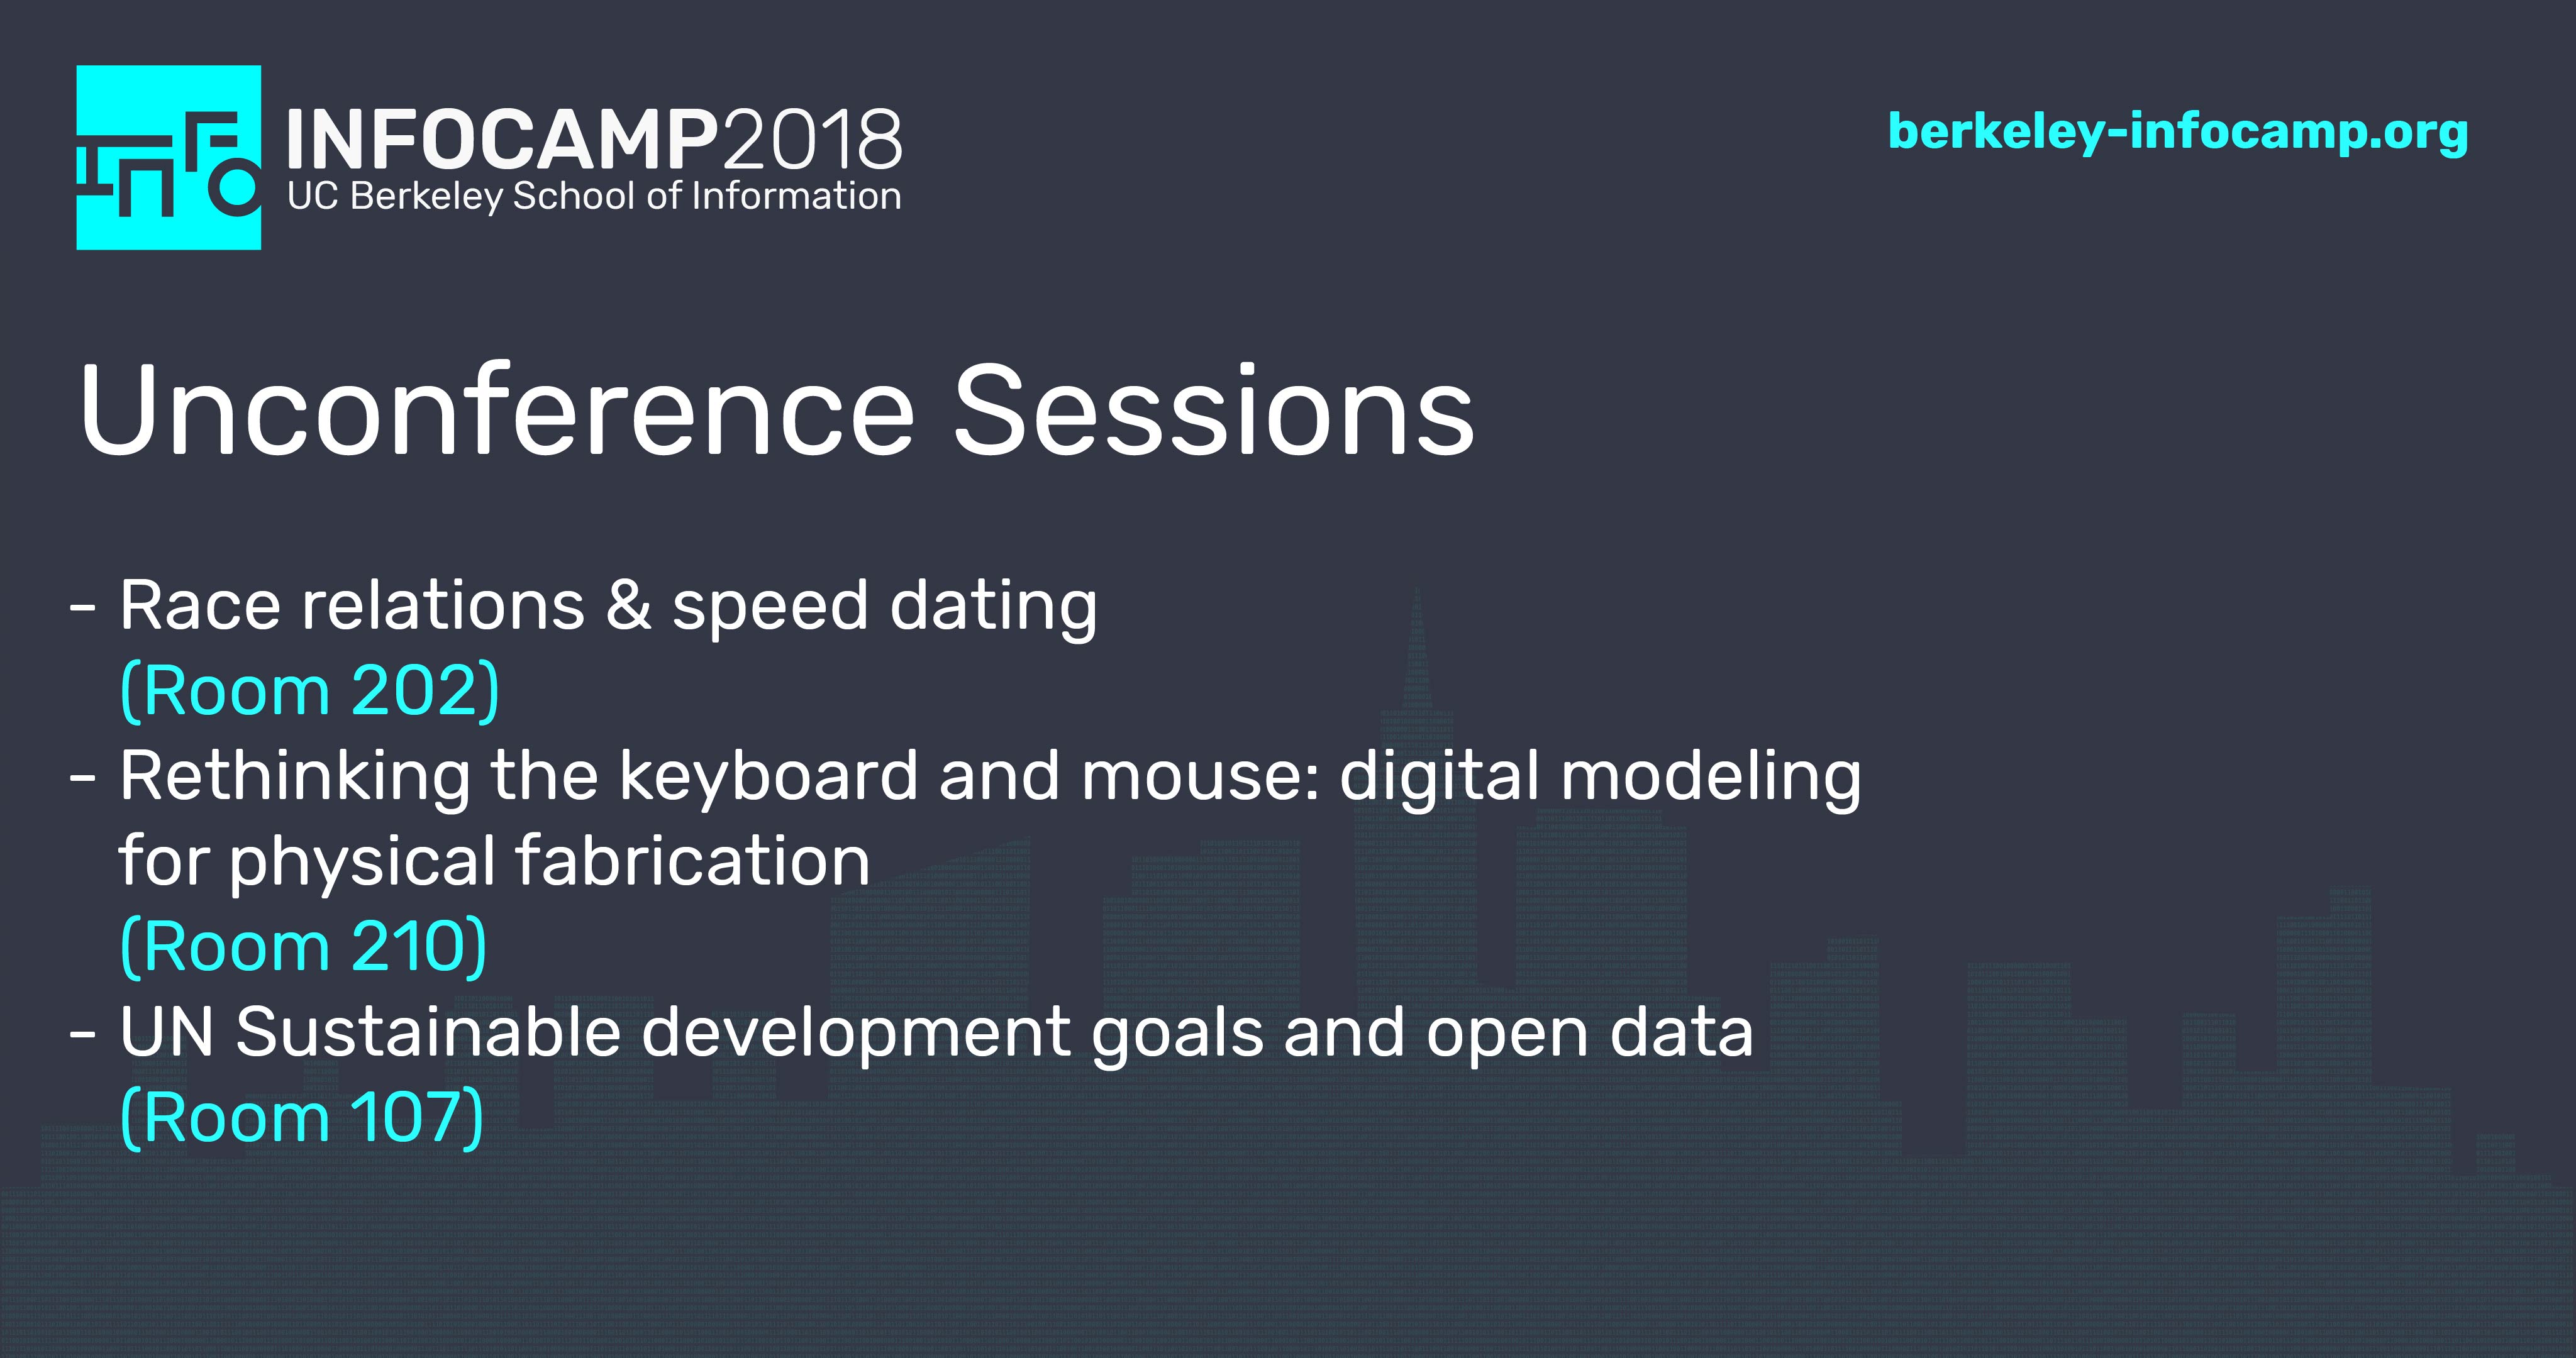 INFO
INFOCAMP2018
UC Berkeley School of Information
berkeley-infocamp.org
Unconference Sessions
- Race relations & speed dating
(Room 202)
- Rethinking the keyboard and mouse: digital modeling
for physical fabrication
(Room 210)
- UN Sustainable development goals and open data
(Room 107)